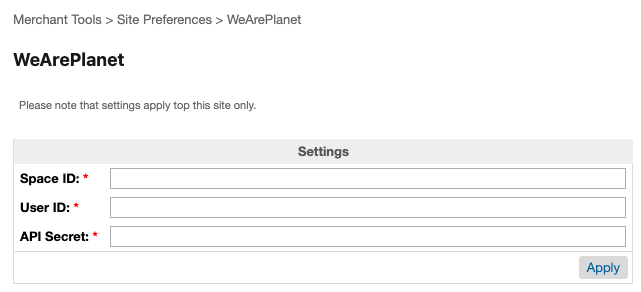 Merchant Tools > Site Preferences > WeArePlanet
WeArePlanet
Please note that settings apply top this site only.
Settings
Space ID: *
User ID: *
API Secret: *
Apply